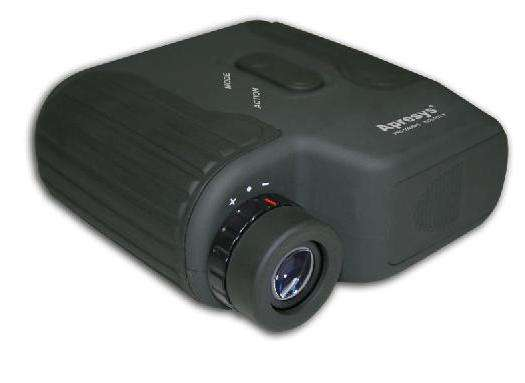 MODE
ACTION
Apresys®
+ • -